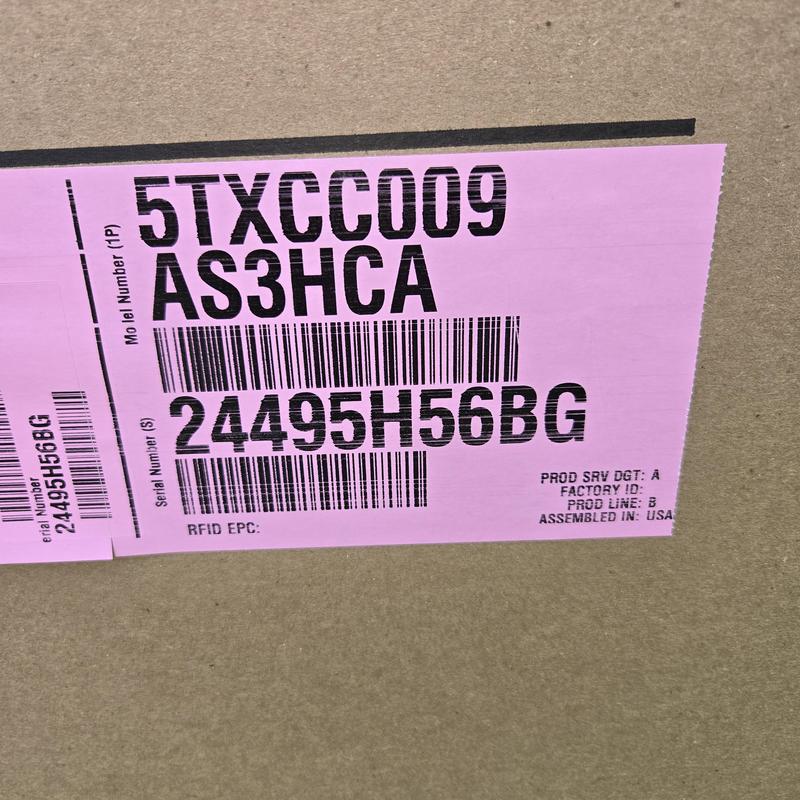 Model Number (1P)
5TXCC009
AS3HCA
Serial Number (S)
24495H56BG
RFID EPC:
PROD SRV DGT: A
FACTORY ID:
PROD LINE: B
ASSEMBLED IN: USA
erial Number
24495H56BG